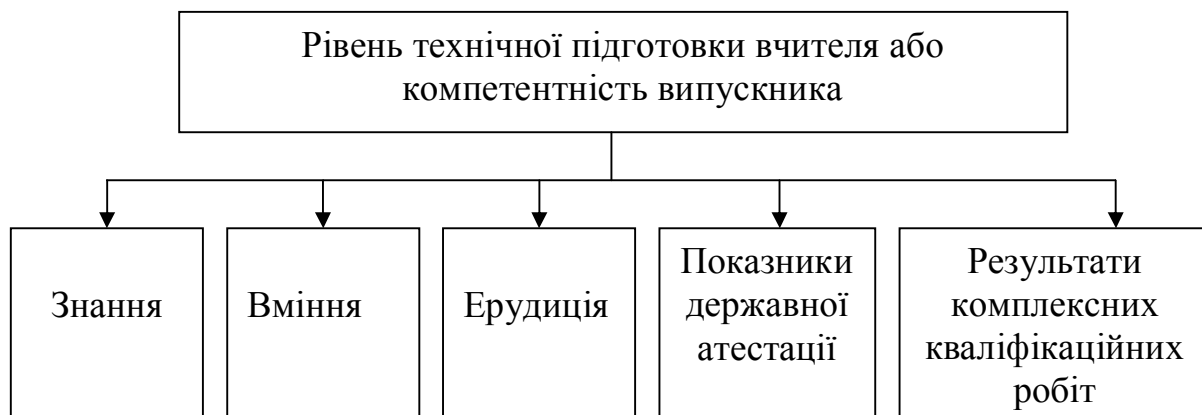 Рівень технічної підготовки вчителя або
компетентність випускника
Знання
Вміння
Ерудиція
Показники
державної
атестації
Результати
комплексних
кваліфікаційних
робіт